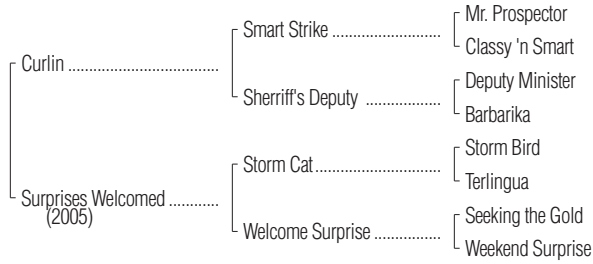 Mr. Prospector
Smart Strike ....................
Classy 'n Smart
Curlin ...................................
Deputy Minister
Sherriff's Deputy .................
Barbarika
Storm Bird
Storm Cat.............................
Terlingua
Surprises Welcomed ............
(2005)
Seeking the Gold
Welcome Surprise ................
Weekend Surprise